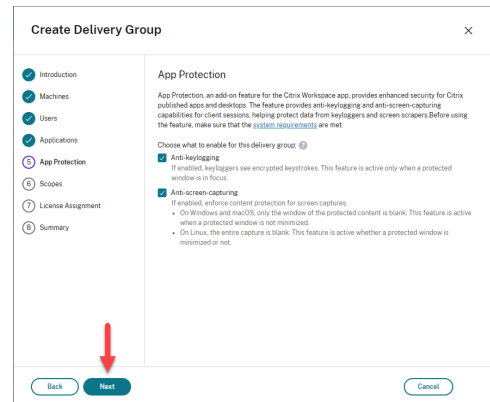 Create Delivery Group
Introduction
Machines
Users
Applications
5 App Protection
6 Scopes
7 License Assignment
8 Summary
App Protection
App Protection, an add-on feature for the Citrix Workspace app, provides enhanced security for Citrix
published apps and desktops. The feature provides anti-keylogging and anti-screen-capturing
capabilities for client sessions, helping protect data from keyloggers and screen scrapers.Before using
the feature, make sure that the system requirements are met.
Choose what to enable for this delivery group: ?
Anti-keylogging
If enabled, keyloggers see encrypted keystrokes. This feature is active only when a protected
window is in focus.
Anti-screen-capturing
If enabled, enforce content protection for screen captures.
• On Windows and macOS, only the window of the protected content is blank. This feature is active
when a protected window is not minimized.
• On Linux, the entire capture is blank. This feature is active whether a protected window is
minimized or not.
Back
Next
Cancel